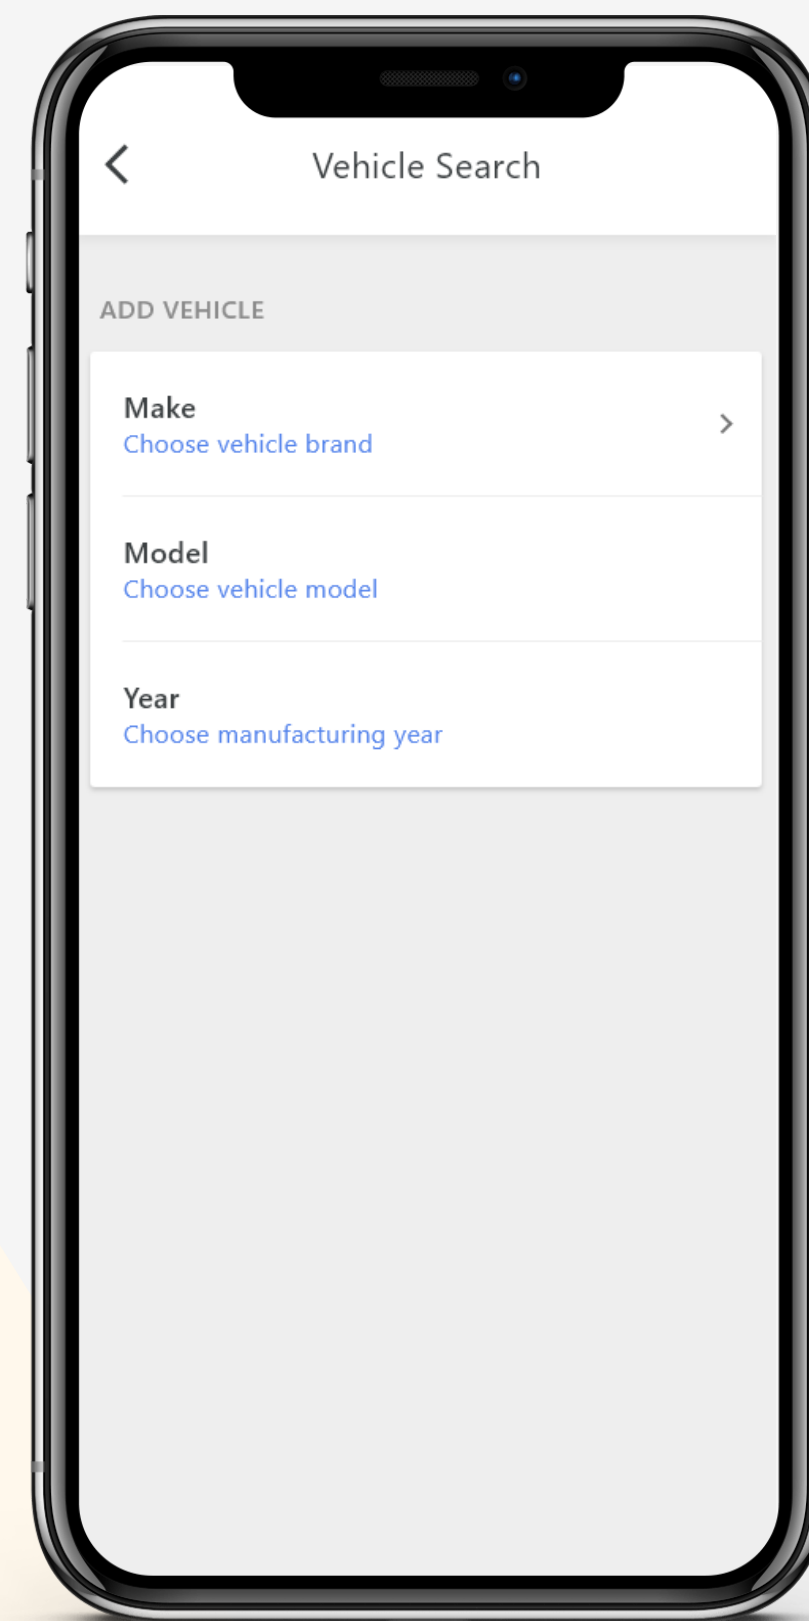 Vehicle Search
ADD VEHICLE
Make
Choose vehicle brand
Model
Choose vehicle model
Year
Choose manufacturing year